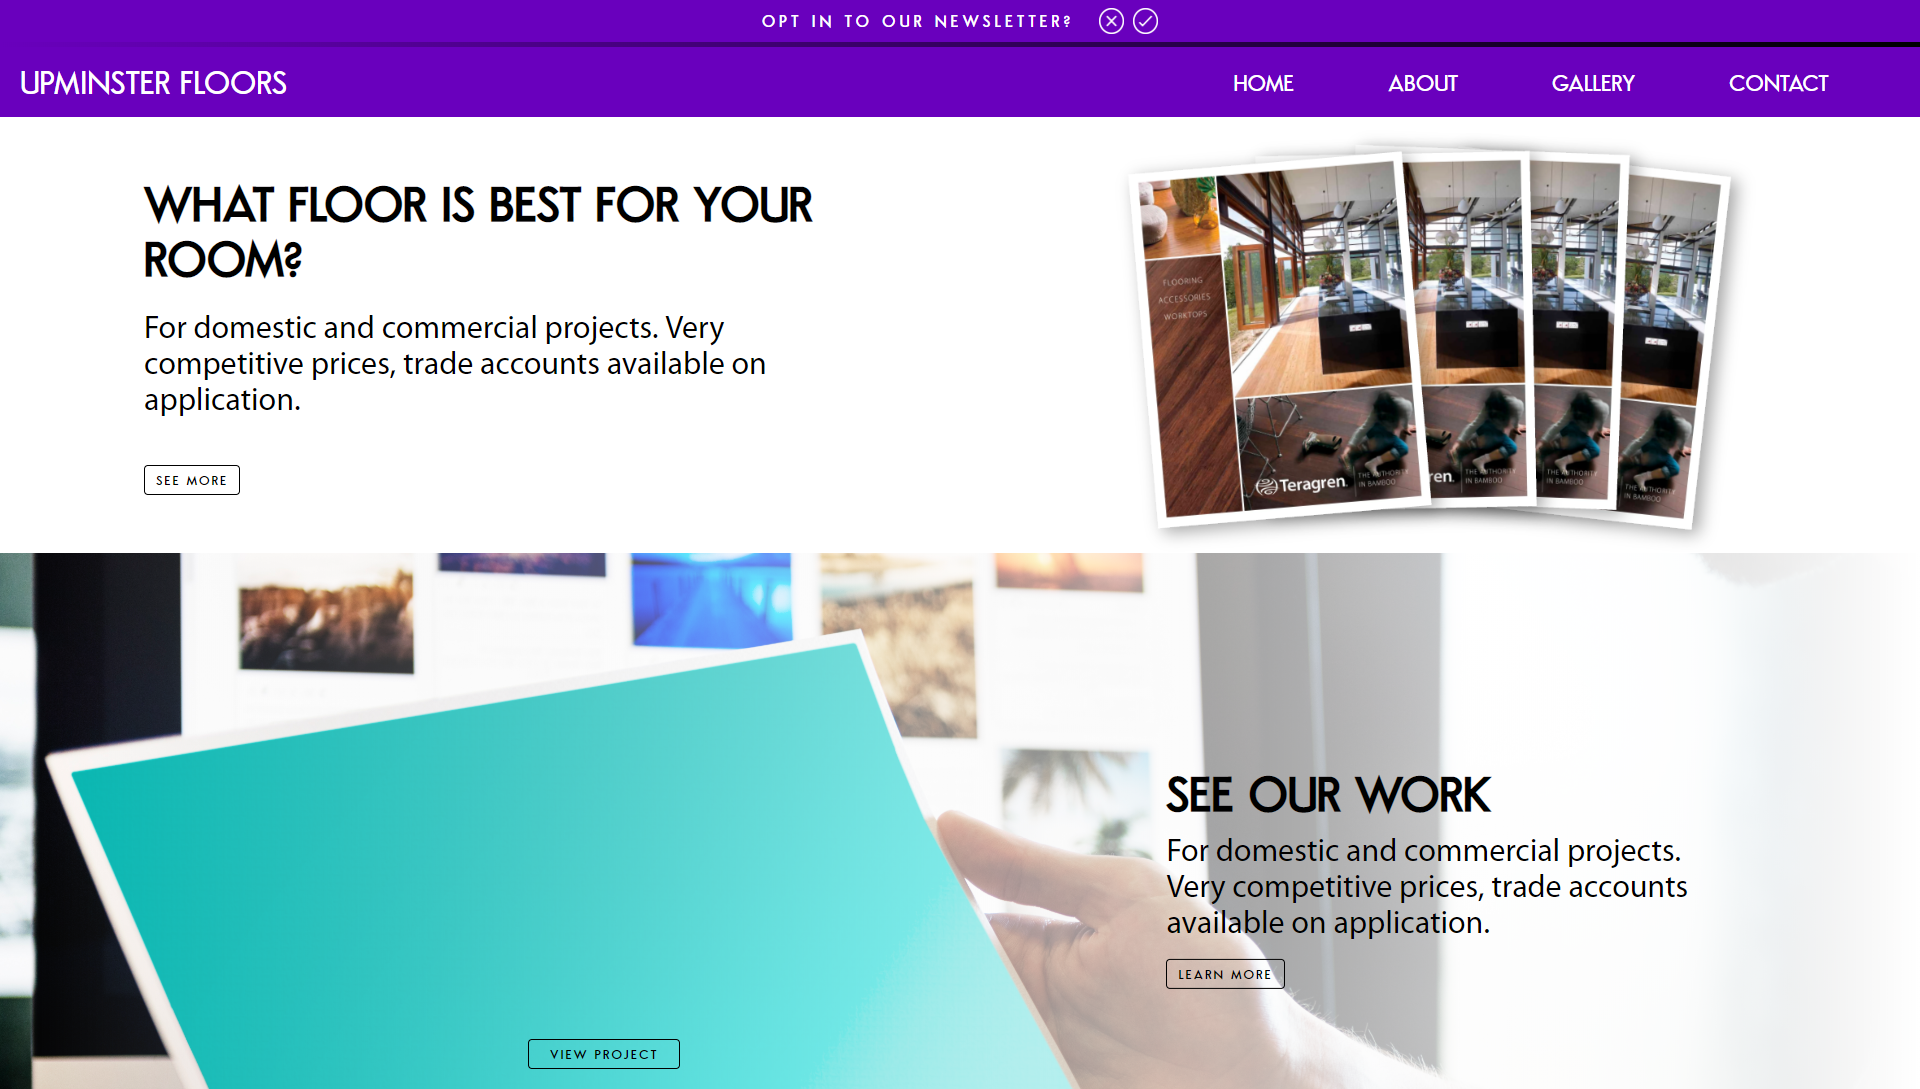 OPT IN TO OUR NEWSLETTER?
UPMINSTER FLOORS
HOME
ABOUT
GALLERY
CONTACT
WHAT FLOOR IS BEST FOR YOUR
ROOM?
For domestic and commercial projects. Very
competitive prices, trade accounts available on
application.
SEE MORE
FLOORING
ACCESSORIES
WORKTOPS
Teragren.
THE AUTHORITY
IN BAMBOO
ren.
THE AUTHORITY
IN BAMBOO
THE AUTHORITY
IN BAMBOO
THE AUTHORITY
IN BAMBOO
SEE OUR WORK
For domestic and commercial projects.
Very competitive prices, trade accounts
available on application.
LEARN MORE
VIEW PROJECT